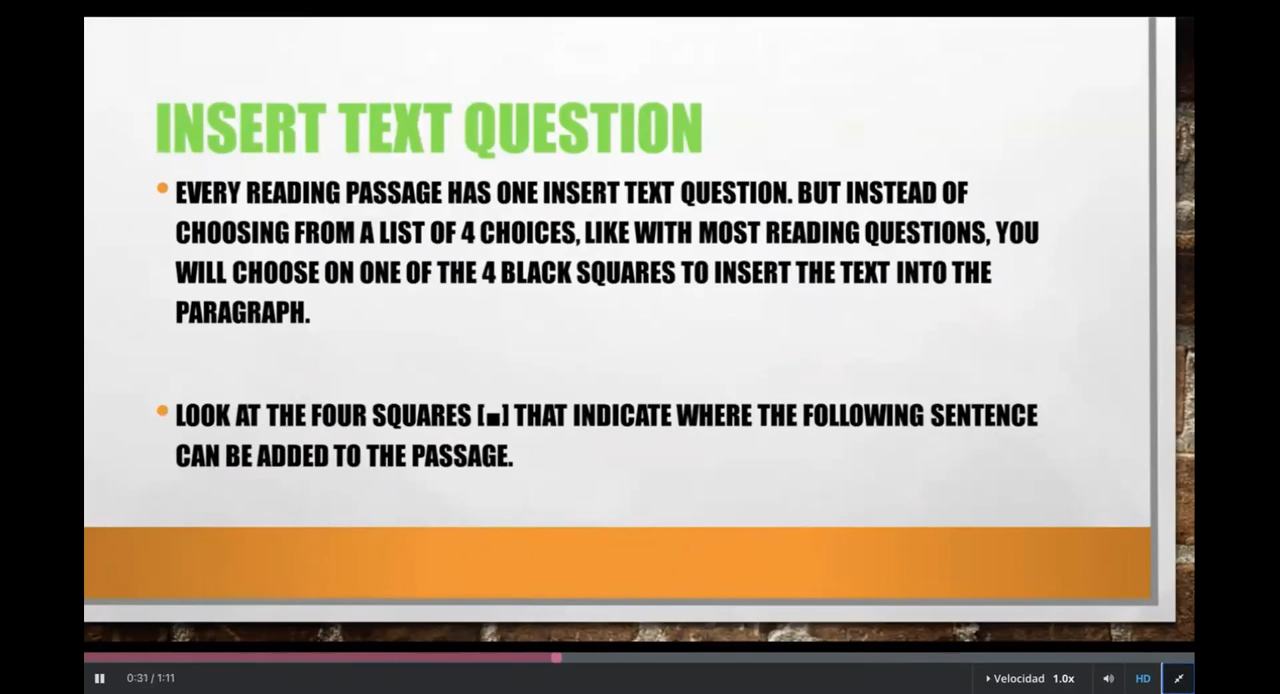 INSERT TEXT QUESTION
• EVERY READING PASSAGE HAS ONE INSERT TEXT QUESTION. BUT INSTEAD OF
CHOOSING FROM A LIST OF 4 CHOICES, LIKE WITH MOST READING QUESTIONS, YOU
WILL CHOOSE ON ONE OF THE 4 BLACK SQUARES TO INSERT THE TEXT INTO THE
PARAGRAPH.
• LOOK AT THE FOUR SQUARES [■] THAT INDICATE WHERE THE FOLLOWING SENTENCE
CAN BE ADDED TO THE PASSAGE.
0:31 / 1:11 Velocidad 1.0x HD